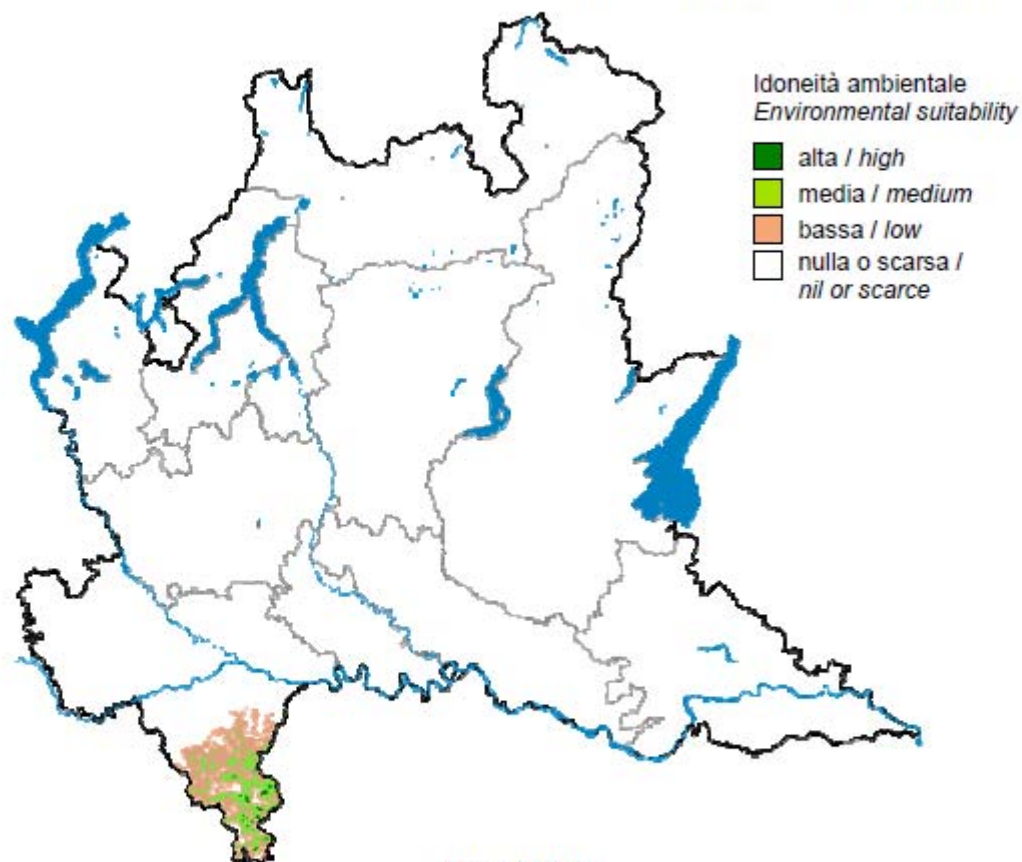 Idoneità ambientale
Environmental suitability
alta / high
media / medium
bassa / low
nulla o scarsa /
nil or scarce